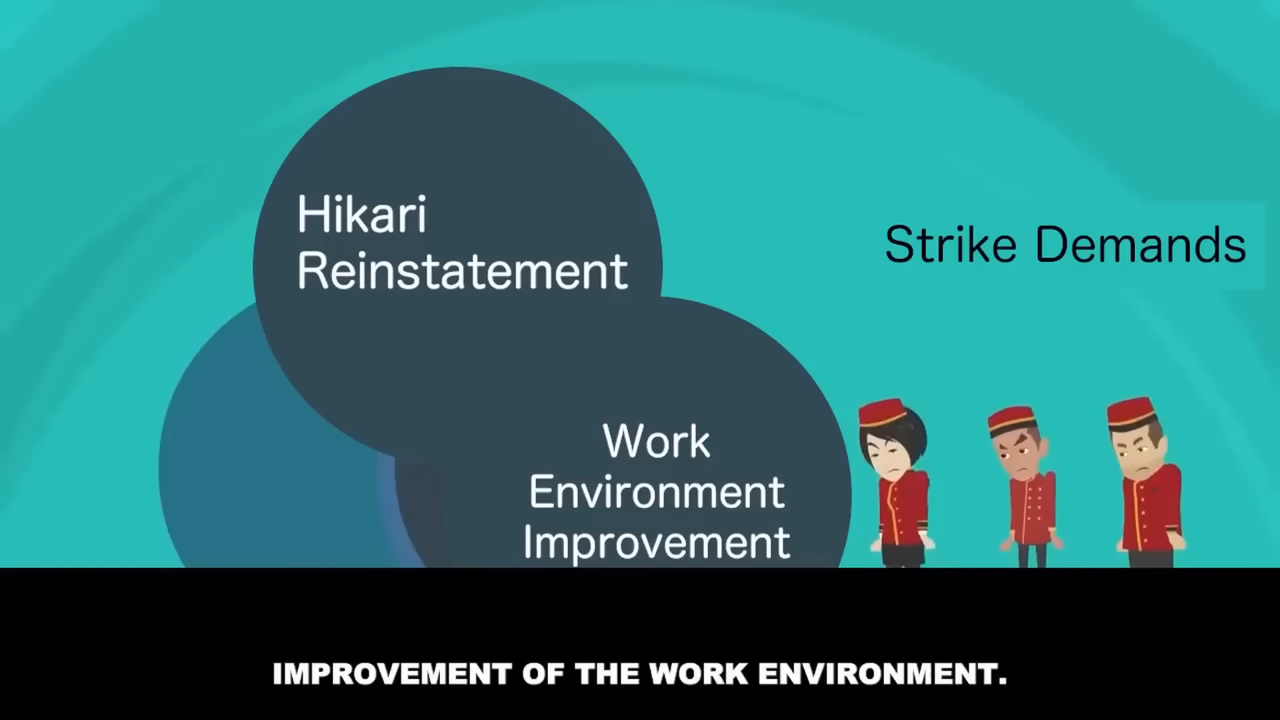 Hikari
Reinstatement
Strike Demands
Work
Environment
Improvement
IMPROVEMENT OF THE WORK ENVIRONMENT.